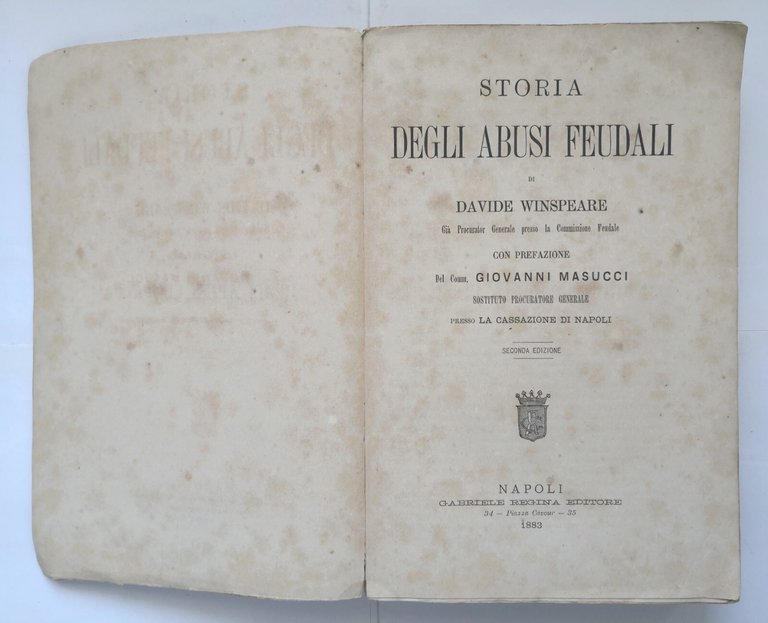 STORIA
DEGLI ABUSI FEUDALI
DI
DAVIDE WINSPEARE
Già Procurator Generale presso la Commissione Feudale
CON PREFAZIONE
Del Comm. GIOVANNI MASUCCI
SOSTITUTO PROCURATORE GENERALE
PRESSO LA CASSAZIONE DI NAPOLI
SECONDA EDIZIONE
NAPOLI
GABRIELE REGINA EDITORE
34 — Piazza Cavour — 35
1883